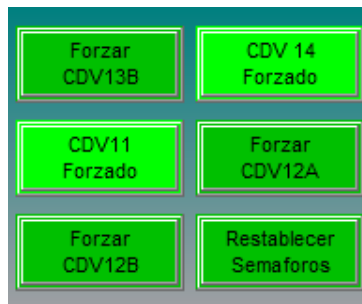 Forzar
CDV13B
CDV 14
Forzado
CDV11
Forzado
Forzar
CDV12A
Forzar
CDV12B
Restablecer
Semaforos